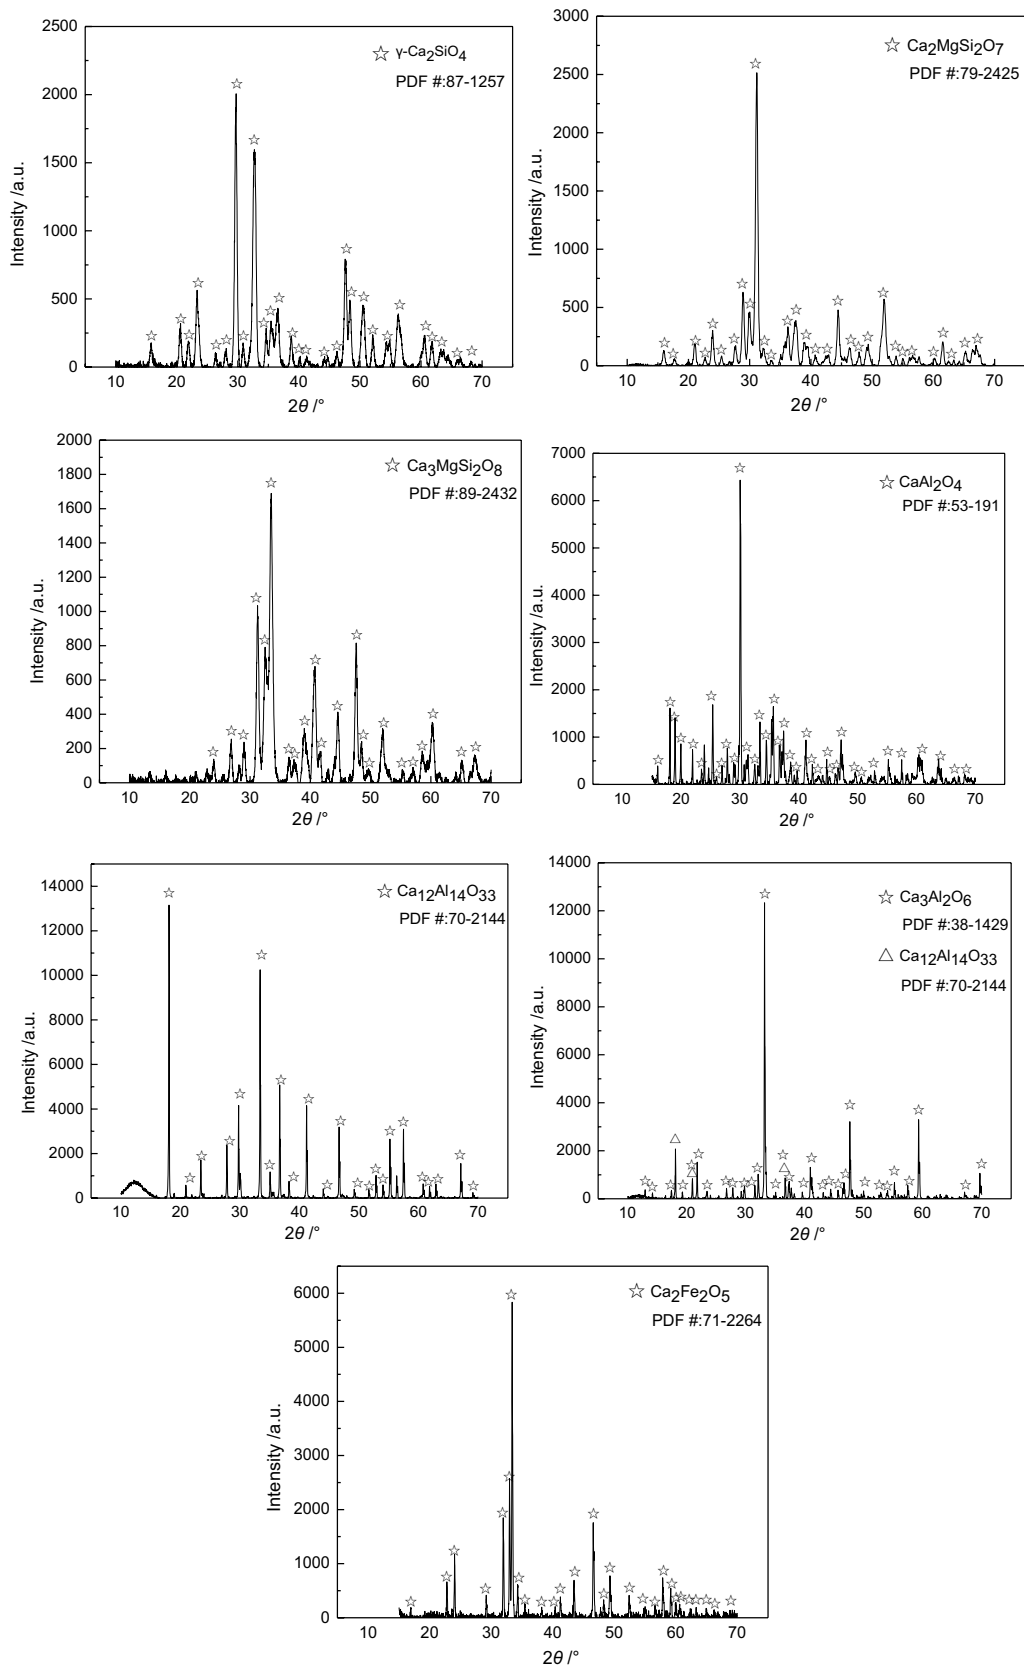 2500
2000
1500
1000
500
0
10 20 30 40 50 60 70
2θ /°
Intensity /a.u.
☆ γ-Ca2SiO4
PDF #:87-1257
3000
2500
2000
1500
1000
500
0
10 20 30 40 50 60 70
2θ /°
Intensity /a.u.
☆ Ca2MgSi2O7
PDF #:79-2425
2000
1800
1600
1400
1200
1000
800
600
400
200
0
10 20 30 40 50 60 70
2θ /°
Intensity /a.u.
☆ Ca3MgSi2O8
PDF #:89-2432
7000
6000
5000
4000
3000
2000
1000
0
10 20 30 40 50 60 70
2θ /°
Intensity /a.u.
☆ CaAl2O4
PDF #:53-191
14000
12000
10000
8000
6000
4000
2000
0
10 20 30 40 50 60 70
2θ /°
Intensity /a.u.
☆ Ca12Al14O33
PDF #:70-2144
14000
12000
10000
8000
6000
4000
2000
0
10 20 30 40 50 60 70
2θ /°
Intensity /a.u.
☆ Ca3Al2O6
PDF #:38-1429
△ Ca12Al14O33
PDF #:70-2144
6000
5000
4000
3000
2000
1000
0
10 20 30 40 50 60 70
2θ /°
Intensity /a.u.
☆ Ca2Fe2O5
PDF #:71-2264